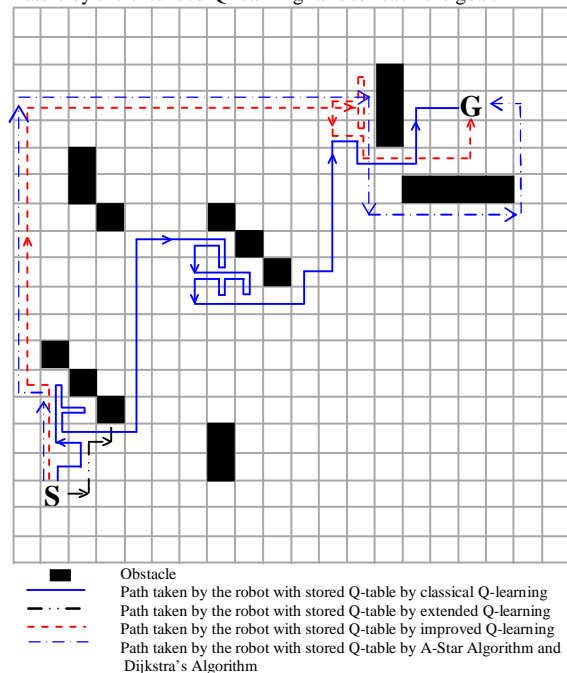 G
S
Obstacle
Path taken by the robot with stored Q-table by classical Q-learning
Path taken by the robot with stored Q-table by extended Q-learning
Path taken by the robot with stored Q-table by improved Q-learning
Path taken by the robot with stored Q-table by A-Star Algorithm and
Dijkstra's Algorithm